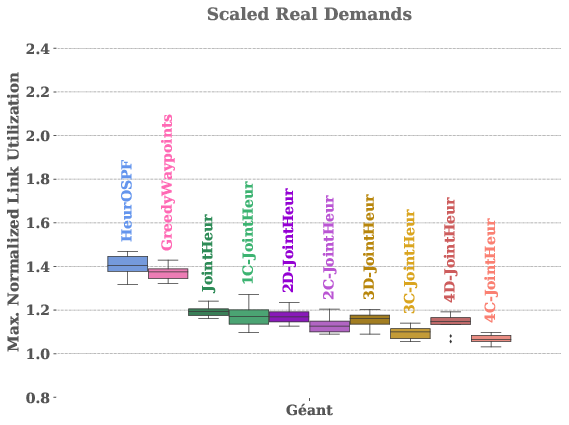 Scaled Real Demands
Max. Normalized Link Utilization
2.4
2.2
2.0
1.8
1.6
1.4
1.2
1.0
0.8
HeurOSPF
GreedyWaypoints
JointHeur
1C-JointHeur
2D-JointHeur
2C-JointHeur
3D-JointHeur
3C-JointHeur
4D-JointHeur
4C-JointHeur
Géant